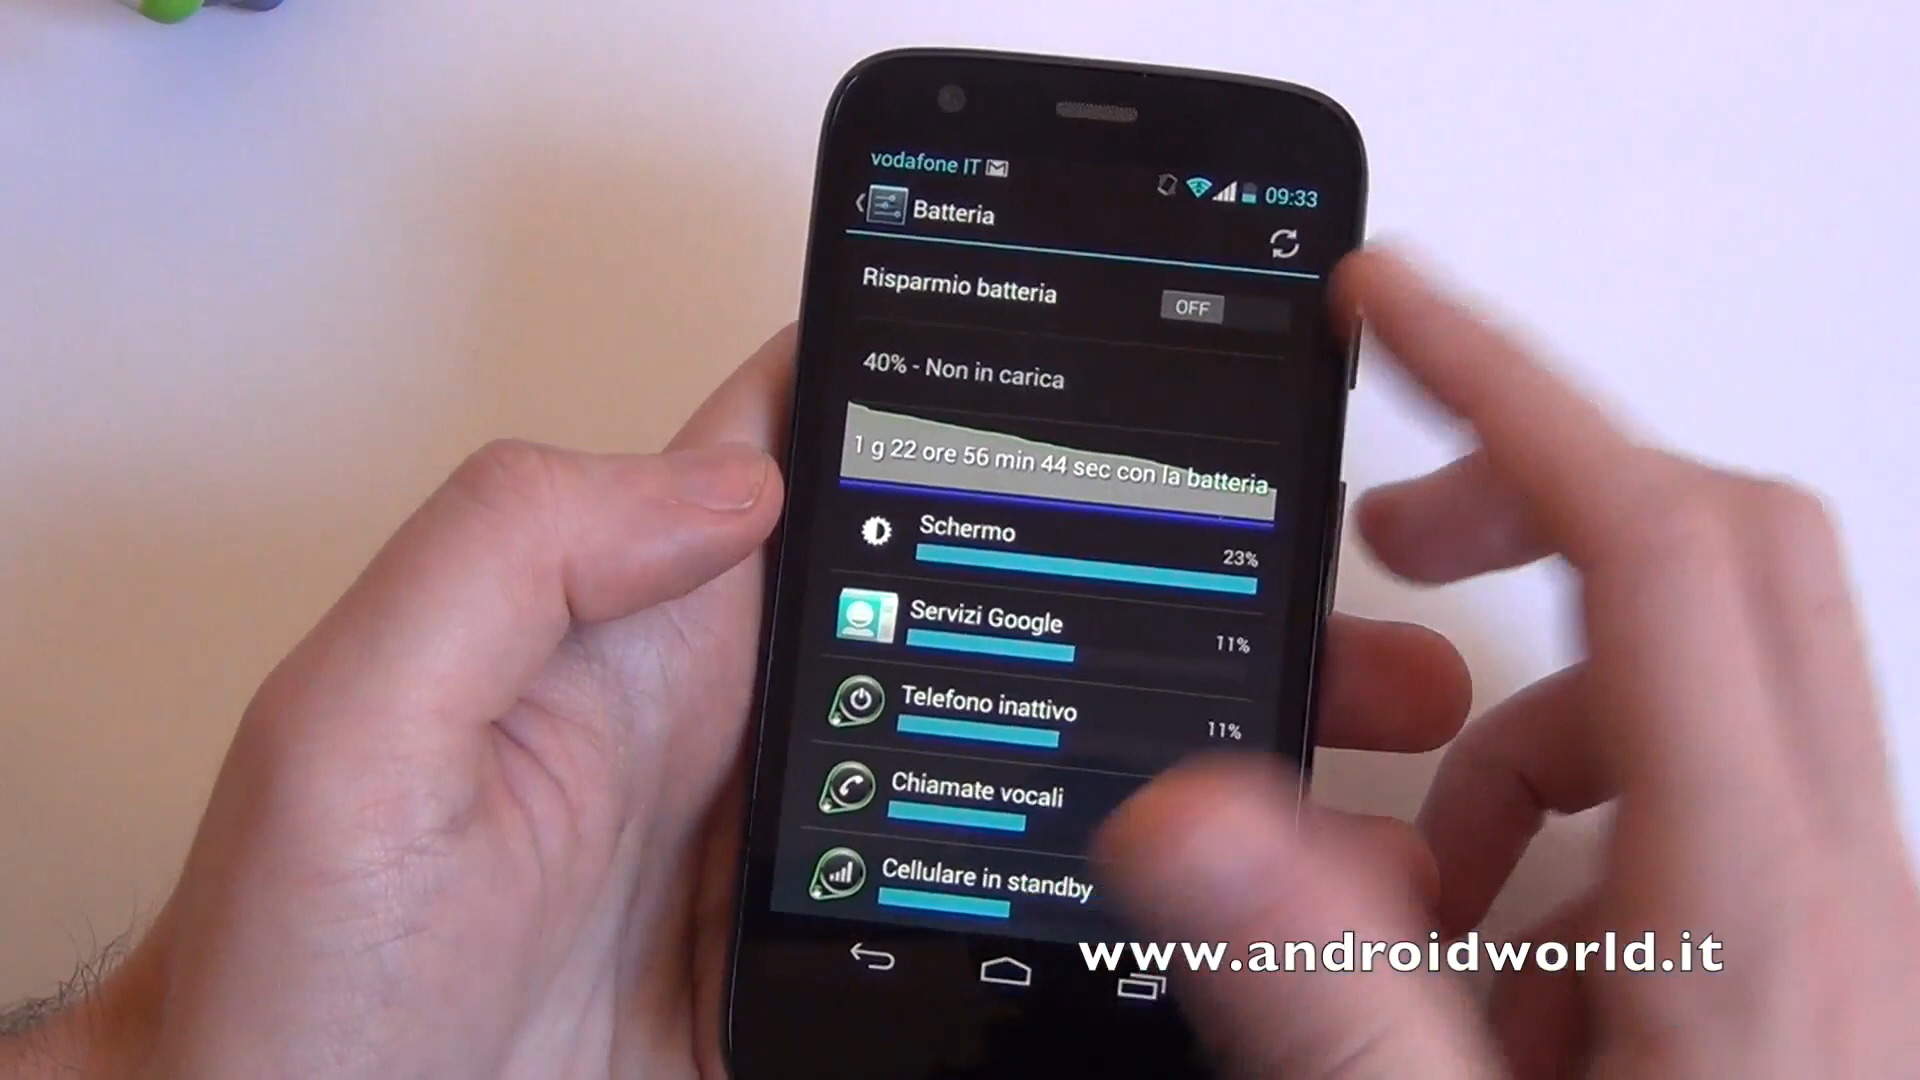 vodafone IT
09:33
Batteria
Risparmio batteria
OFF
40% - Non in carica
1 g 22 ore 56 min 44 sec con la batteria
Schermo
23%
Servizi Google
11%
Telefono inattivo
11%
Chiamate vocali
Cellulare in standby
www.androidworld.it